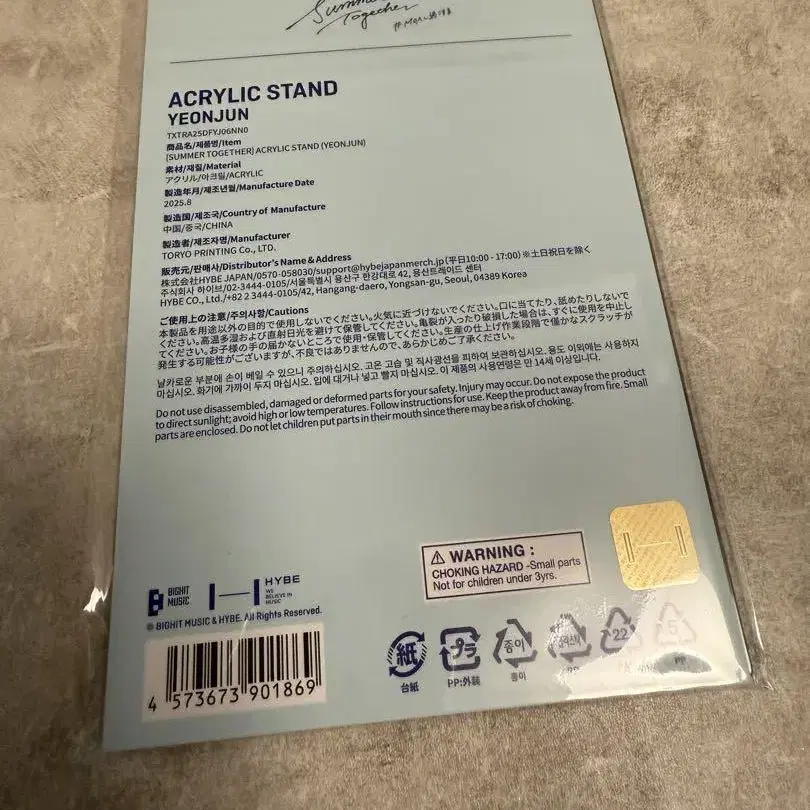 Summer
Together
ACRYLIC STAND
YEONJUN
TXTRA25DFYJ06NN0
商品名/제품명/Item
[SUMMER TOGETHER] ACRYLIC STAND (YEONJUN)
素材/재질/Material
アクリル/아크릴/ACRYLIC
製造年月/제조년월/Manufacture Date
2025.8
製造国/제조국/Country of Manufacture
中国/중국/CHINA
製造者/제조자명/Manufacturer
TORYO PRINTING Co., LTD.
販売元/판매사/Distributor's Name & Address
株式会社HYBE JAPAN/0570-058030/support@hybejapanmerch.jp (平日10:00 - 17:00) ※土日祝日を除く
주식회사 하이브/02-3444-0105/서울특별시 용산구 한강대로 42, 용산트레이드 센터
HYBE CO., Ltd./+82 2 3444-0105/42, Hangang-daero, Yongsan-gu, Seoul, 04389 Korea
ご使用上の注意/주의사항/Cautions
本製品を用途以外の目的で使用しないでください。火気に近づけないでください。口に当てたり、舐めたりしないで
ください。高温多湿および直射日光を避けて保管してください。亀裂が入ったり破損した場合は、すぐに使用を中止し
てください。お子様の手の届かないところで使用・保管してください。生産の仕上げ作業段階で僅かなスクラッチが
発生する可能性がございますが、不良ではありませんので、あらかじめご了承ください。
날카로운 부분에 손이 베일 수 있으니 주의하십시오. 고온 고습 및 직사광선을 피하여 보관하십시오. 용도 이외에는 사용하지
마십시오. 화기에 가까이 두지 마십시오. 입에 대거나 넣고 빨지 마십시오. 이 제품의 사용연령은 만 14세 이상입니다.
Do not use disassembled, damaged or deformed parts for your safety. Injury may occur. Do not expose the product
to direct sunlight; avoid high or low temperatures. Follow instructions for use. Keep the product away from fire. Small
parts are enclosed. Do not let children put parts in their mouth since there may be a risk of choking.
WARNING :
CHOKING HAZARD -Small parts
Not for children under 3yrs.
BIGHIT
MUSIC
HYBE
WE
BELIEVE IN
MUSIC
© BIGHIT MUSIC & HYBE. All Rights Reserved.
4 573673 901869
紙
台紙
プラ
PP:外装
종이
종이
22
5
PP